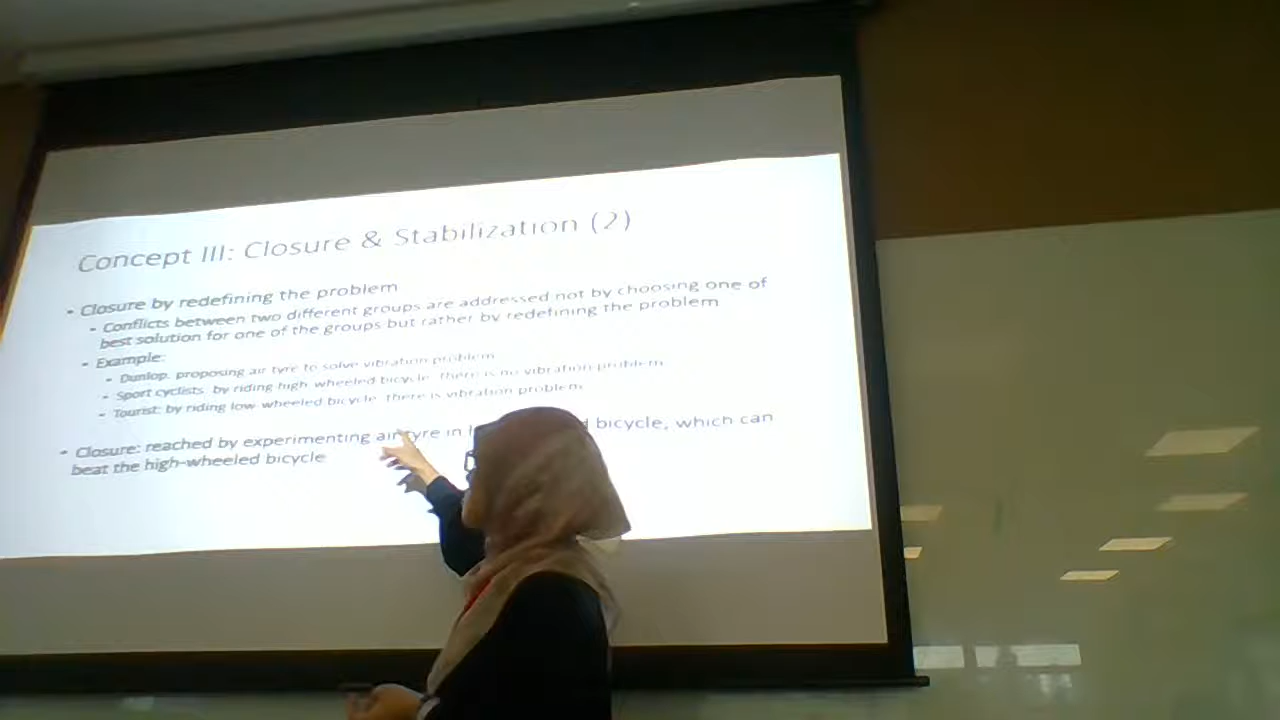 Concept III: Closure & Stabilization (2)
• Closure by redefining the problem
- Conflicts between two different groups are addressed not by choosing one of
best solution for one of the groups but rather by redefining the problem
- Example:
- Dunlop: proposing air tyre to solve vibration problem
- Sport cyclists: by riding high-wheeled bicycle, there is no vibration problem
- Tourist: by riding low-wheeled bicycle, there is vibration problem
• Closure: reached by experimenting air tyre in bicycle, which can
beat the high-wheeled bicycle